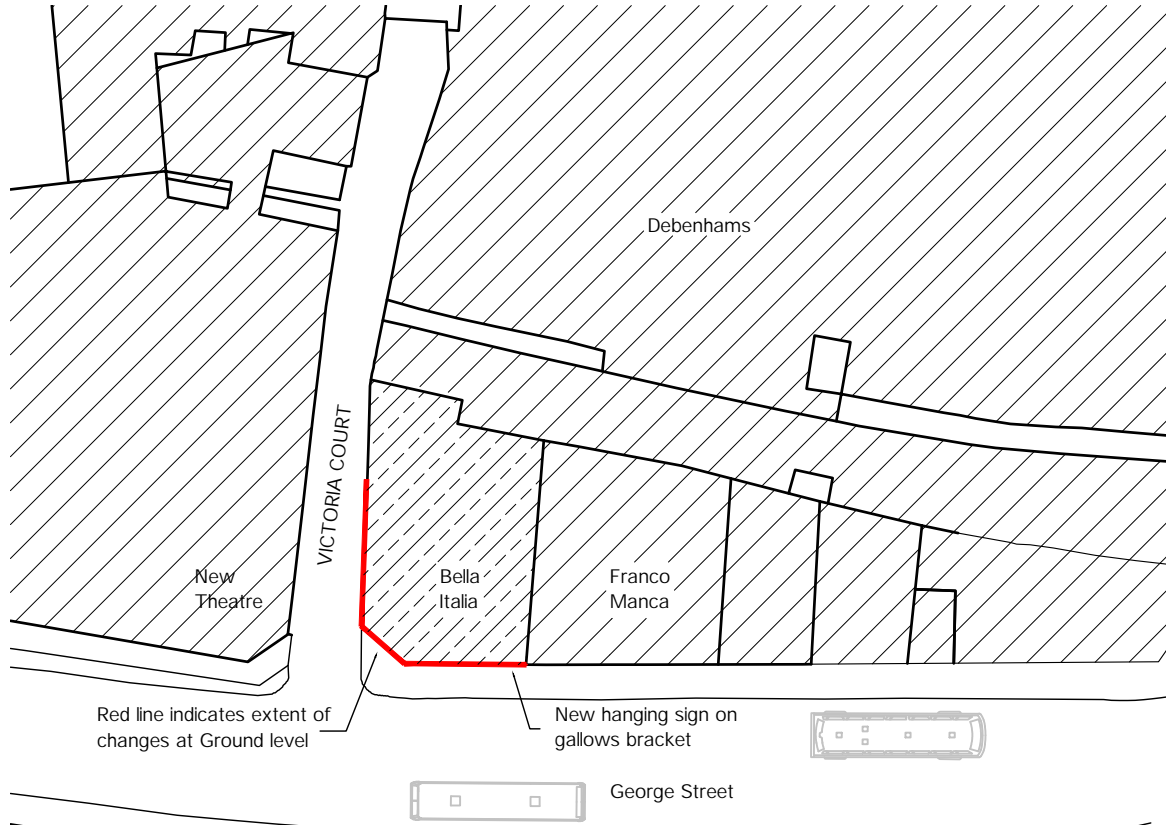 Debenhams
VICTORIA COURT
New
Theatre
Bella
Italia
Franco
Manca
Red line indicates extent of
changes at Ground level
New hanging sign on
gallows bracket
George Street